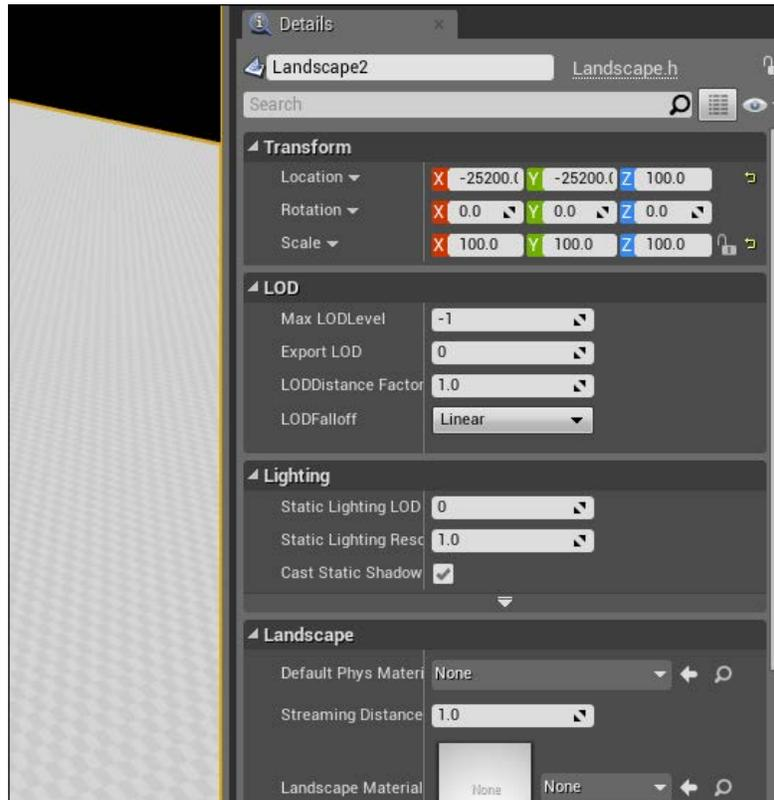 Details
Landscape2 Landscape.h
Search
Transform
Location X -25200.( Y -25200.( Z 100.0
Rotation X 0.0 Y 0.0 Z 0.0
Scale X 100.0 Y 100.0 Z 100.0
LOD
Max LODLevel -1
Export LOD 0
LODDistance Factor 1.0
LODFalloff Linear
Lighting
Static Lighting LOD 0
Static Lighting Reso 1.0
Cast Static Shadow
Landscape
Default Phys Materi None
Streaming Distance 1.0
Landscape Material None None